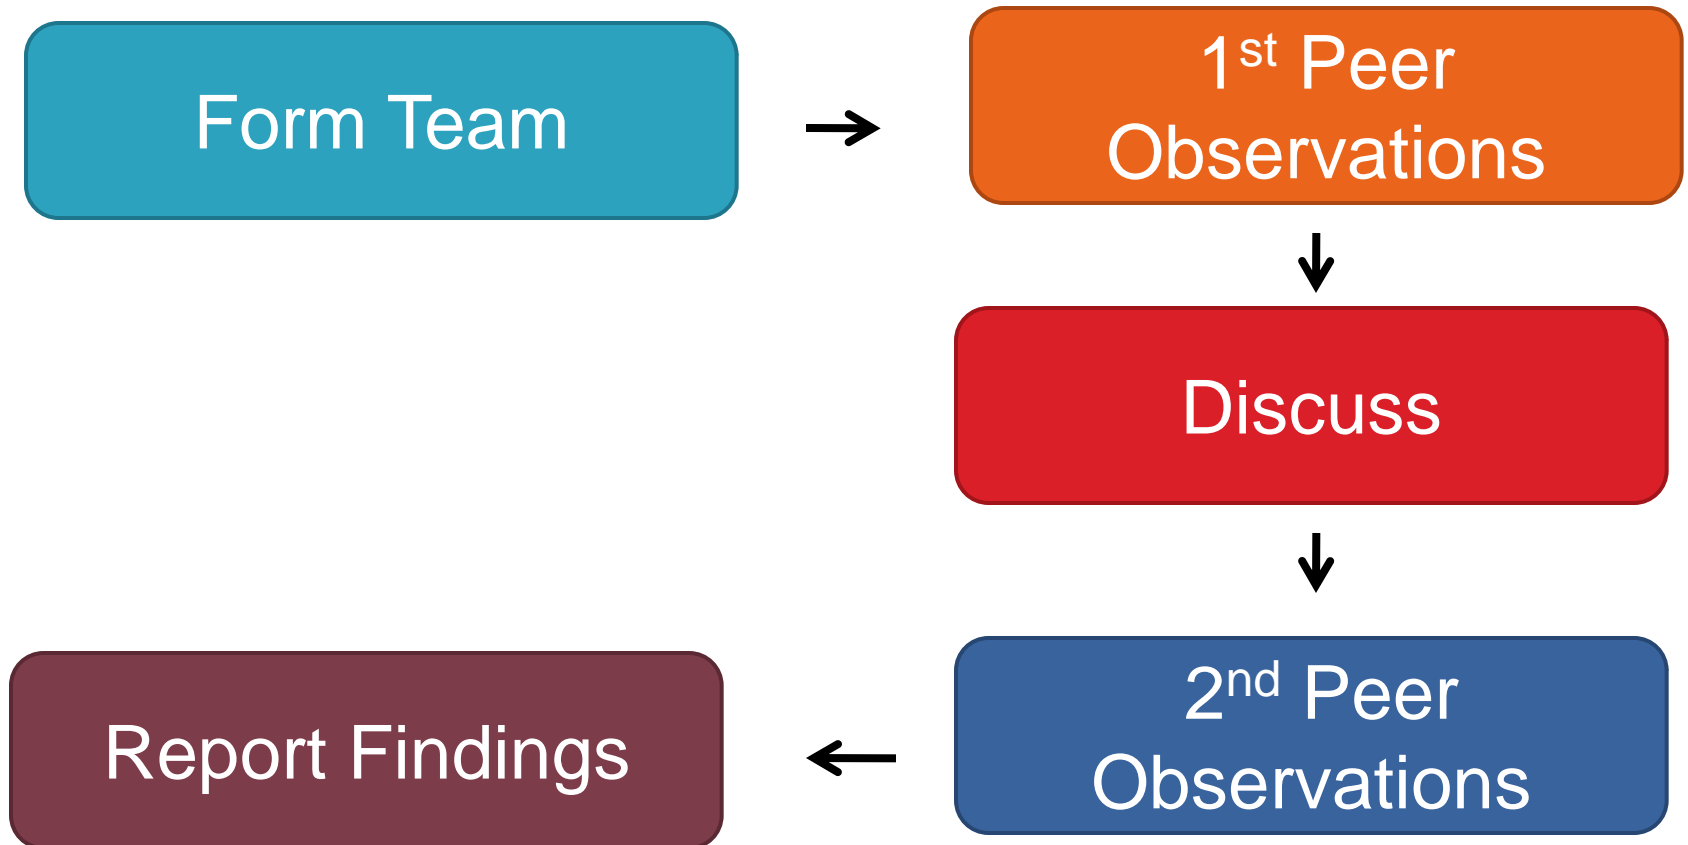 Form Team
1st Peer
Observations
Discuss
2nd Peer
Observations
Report Findings